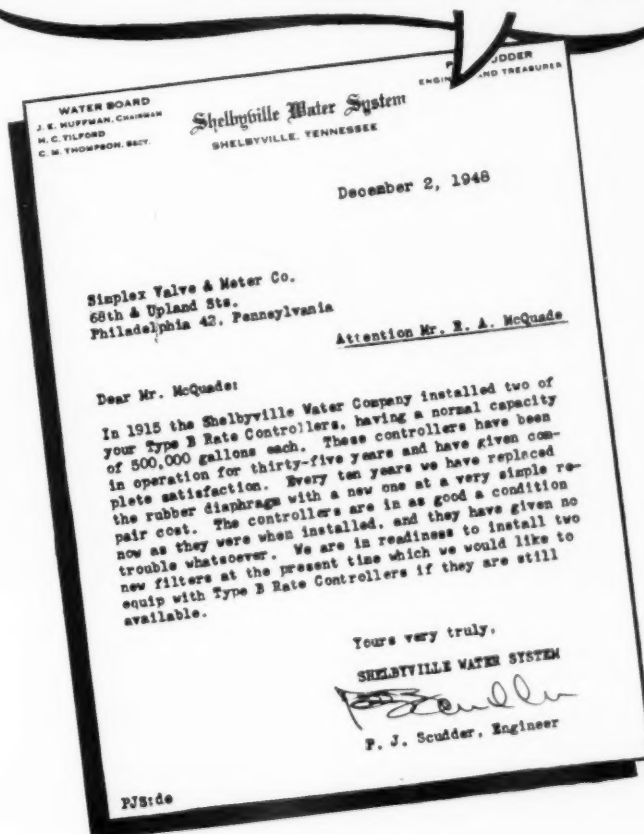 WATER BOARD
J. E. HUFFMAN, CHAIRMAN
H. C. TILFORD
C. M. THOMPSON, SECY.
Shelbyville Water System
SHELBYVILLE, TENNESSEE
UDDER
ENGIN AND TREASURER
December 2, 1948
Simplex Valve & Meter Co.
68th & Upland Sts.
Philadelphia 42, Pennsylvania
Attention Mr. R. A. McQuade
Dear Mr. McQuade:
In 1915 the Shelbyville Water Company installed two of
your Type B Rate Controllers, having a normal capacity
of 500,000 gallons each. These controllers have been
in operation for thirty-five years and have given com-
plete satisfaction. Every ten years we have replaced
the rubber diaphragm with a new one at a very simple re-
pair cost. The controllers are in as good a condition
now as they were when installed, and they have given no
trouble whatsoever. We are in readiness to install two
new filters at the present time which we would like to
equip with Type B Rate Controllers if they are still
available.
Yours very truly,
SHELBYVILLE WATER SYSTEM
P. J. Scudder, Engineer
PJS:de